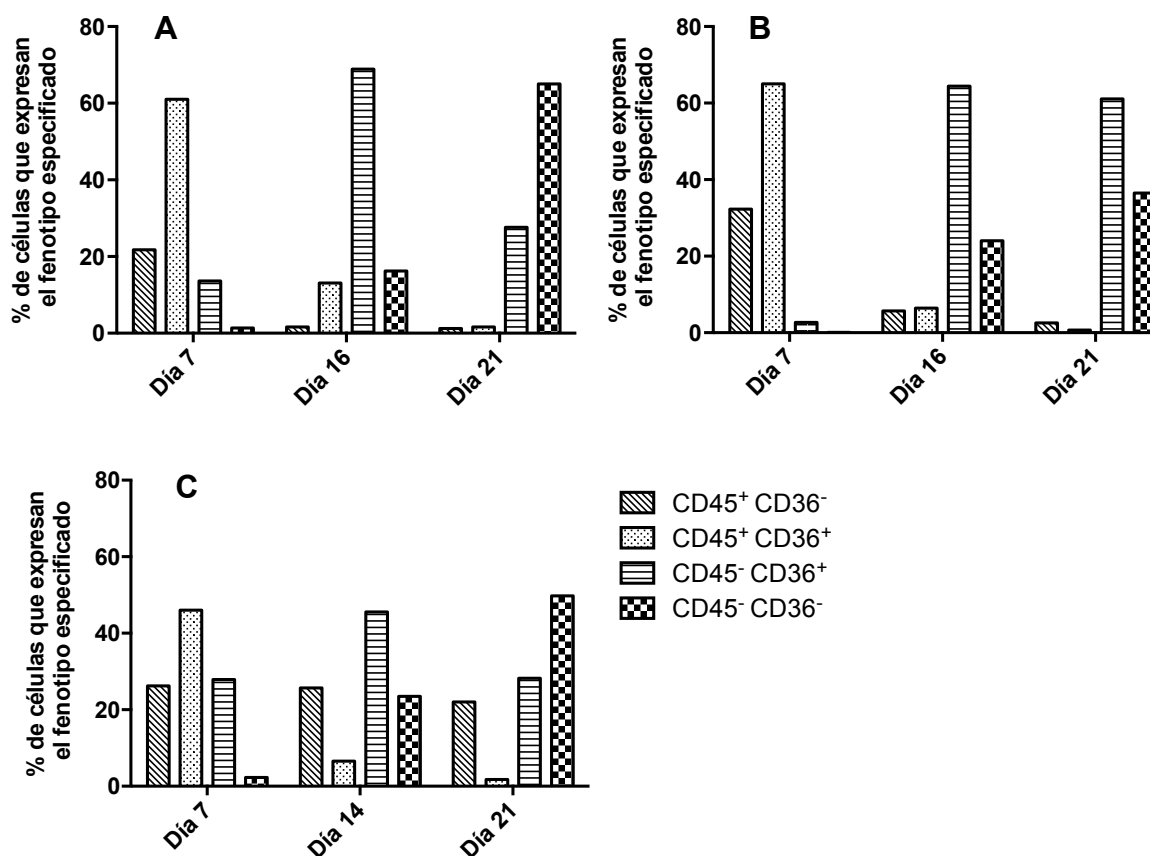 A
% de células que expresan
el fenotipo especificado
80
60
40
20
0
Día 7
Día 16
Día 21
B
% de células que expresan
el fenotipo especificado
80
60
40
20
0
Día 7
Día 16
Día 21
C
% de células que expresan
el fenotipo especificado
80
60
40
20
0
Día 7
Día 14
Día 21
CD45⁺ CD36⁻
CD45⁺ CD36⁺
CD45⁻ CD36⁺
CD45⁻ CD36⁻